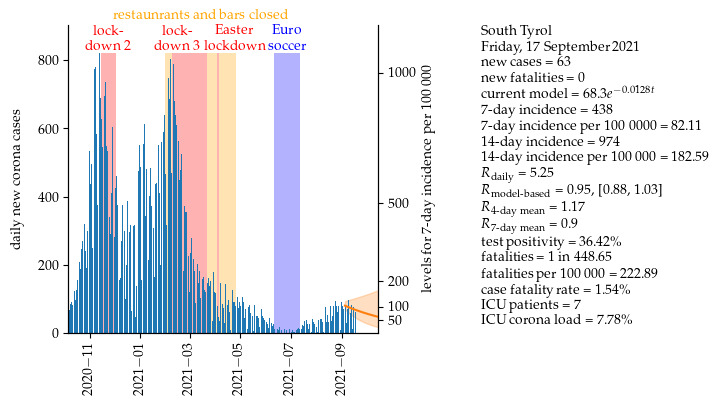 restaunrants and bars closed
lock-
down 2
lock-
down 3
Easter
lockdown
Euro
soccer
daily new corona cases
800
600
400
200
0
2020−11
2021−01
2021−03
2021−05
2021−07
2021−09
1000
500
200
100
50
levels for 7-day incidence per 100 000
South Tyrol
Friday, 17 September 2021
new cases = 63
new fatalities = 0
current model = 68.3e^{−0.0128t}
7-day incidence = 438
7-day incidence per 100 0000 = 82.11
14-day incidence = 974
14-day incidence per 100 000 = 182.59
R_daily = 5.25
R_model-based = 0.95, [0.88, 1.03]
R_4-day mean = 1.17
R_7-day mean = 0.9
test positivity = 36.42%
fatalities = 1 in 448.65
fatalities per 100 000 = 222.89
case fatality rate = 1.54%
ICU patients = 7
ICU corona load = 7.78%